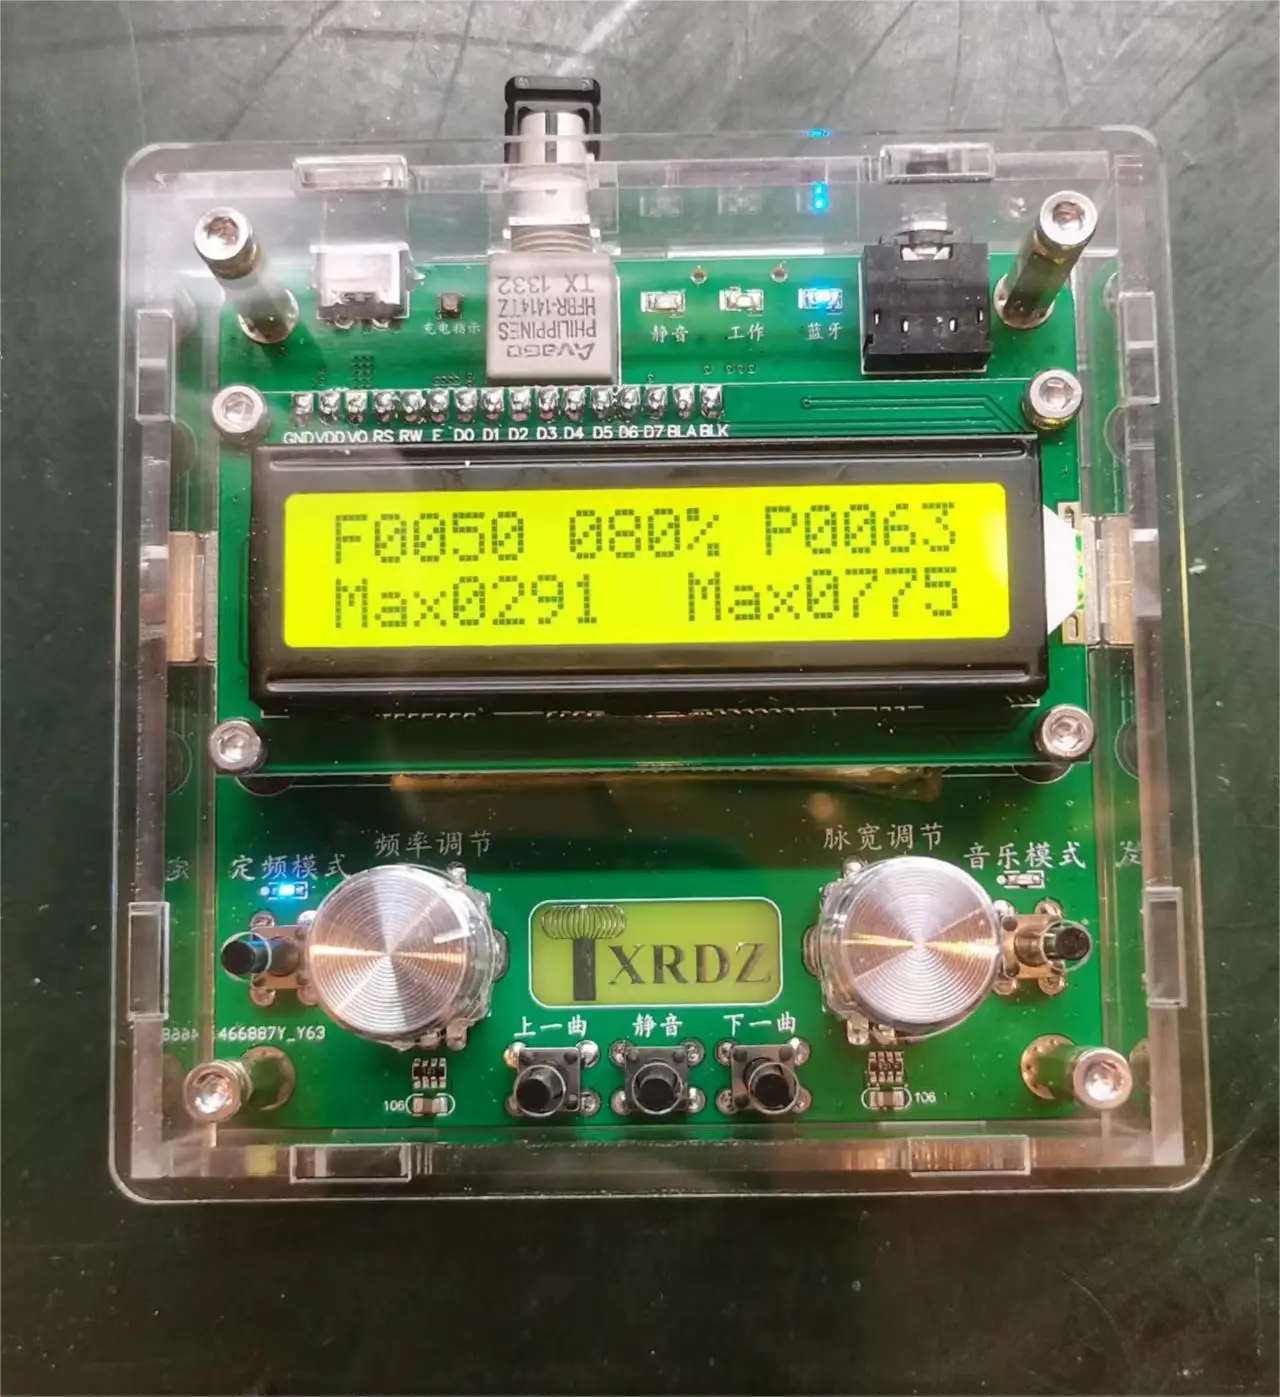 AVAGO
PHILIPPINES
HFBR-1414TZ
TX 1332
充电指示
静音
工作
蓝牙
GND VDD VO RS RW E D0 D1 D2 D3 D4 D5 D6 D7 BLA BLK
F0050 080% P0063
Max0291 Max0775
频率调节
脉宽调节
定频模式
音乐模式
TXRDZ
466887Y_Y63
上一曲
静音
下一曲
106
106